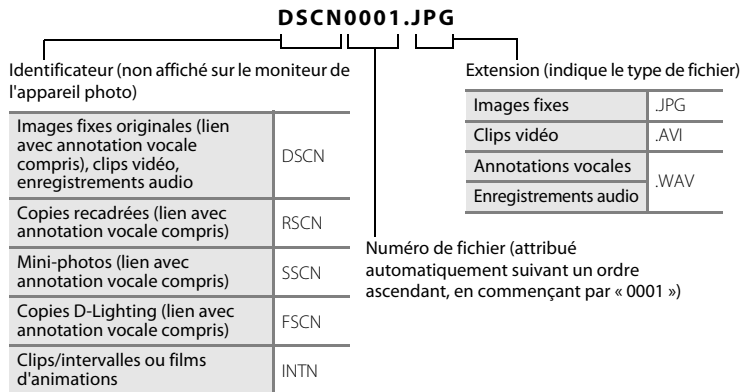 DSCN0001.JPG
Identificateur (non affiché sur le moniteur de
l'appareil photo)
Images fixes originales (lien
avec annotation vocale
compris), clips vidéo,
enregistrements audio
DSCN
Copies recadrées (lien avec
annotation vocale compris)
RSCN
Mini-photos (lien avec
annotation vocale compris)
SSCN
Copies D-Lighting (lien avec
annotation vocale compris)
FSCN
Clips/intervalles ou films
d'animations
INTN
Extension (indique le type de fichier)
Images fixes
.JPG
Clips vidéo
.AVI
Annotations vocales
Enregistrements audio
.WAV
Numéro de fichier (attribué
automatiquement suivant un ordre
ascendant, en commençant par « 0001 »)